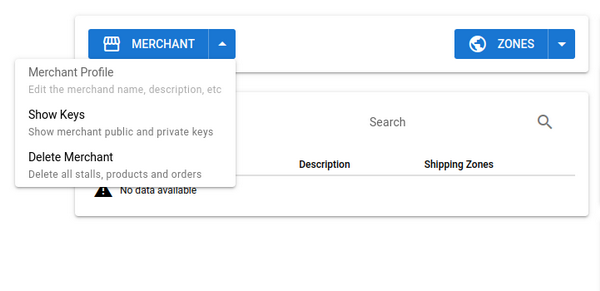 MERCHANT
ZONES
Merchant Profile
Edit the merchand name, description, etc
Show Keys
Show merchant public and private keys
Delete Merchant
Delete all stalls, products and orders
Search
Description
Shipping Zones
No data available